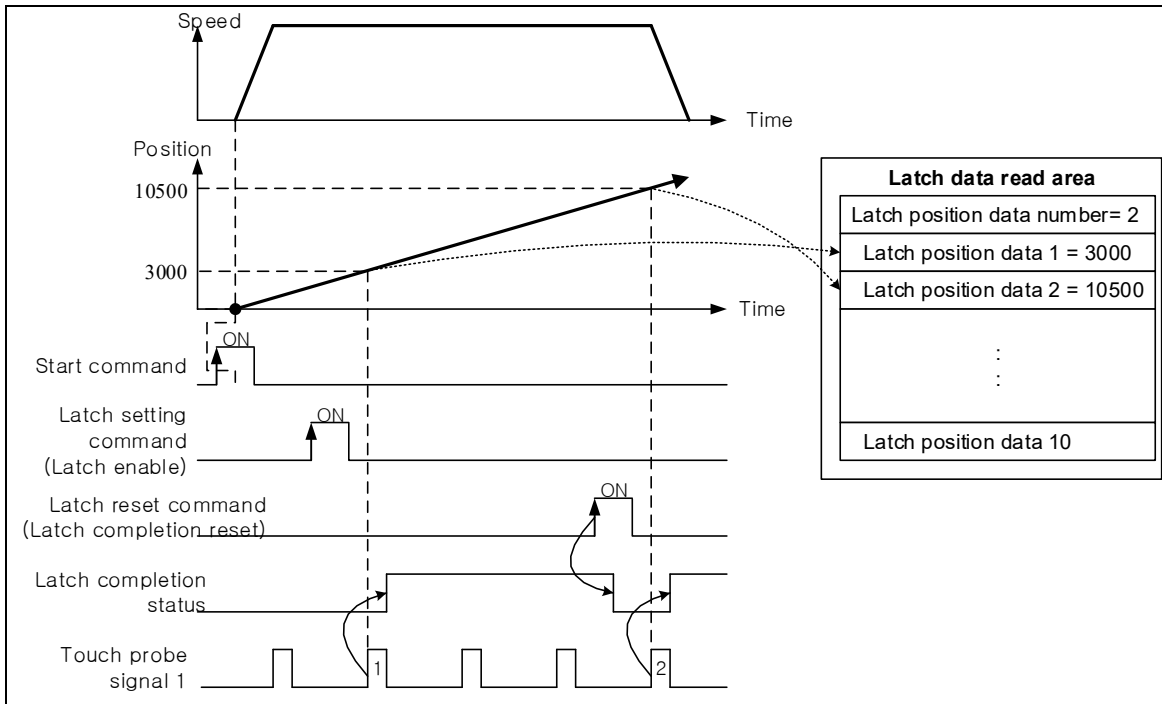 Speed
Time
Position
10500
3000
Time
ON
Start command
Latch setting
command
(Latch enable)
ON
Latch reset command
(Latch completion reset)
ON
Latch completion
status
Touch probe
signal 1
1
2
Latch data read area
Latch position data number= 2
Latch position data 1 = 3000
Latch position data 2 = 10500
:
:
Latch position data 10